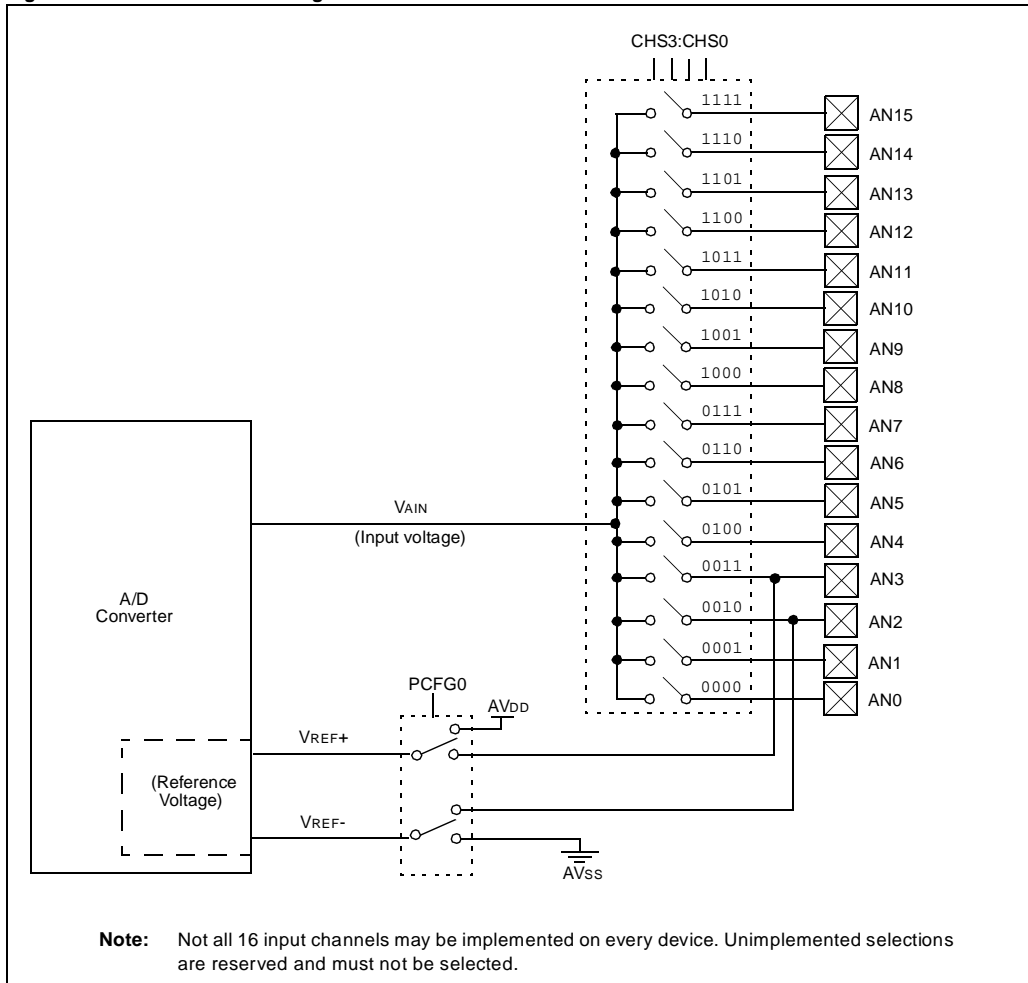 CHS3:CHS0
1111 AN15
1110 AN14
1101 AN13
1100 AN12
1011 AN11
1010 AN10
1001 AN9
1000 AN8
0111 AN7
0110 AN6
0101 AN5
0100 AN4
0011 AN3
0010 AN2
0001 AN1
0000 AN0
VAIN
(Input voltage)
A/D
Converter
PCFG0
AVDD
VREF+
(Reference
Voltage)
VREF-
AVSS
Note: Not all 16 input channels may be implemented on every device. Unimplemented selections
are reserved and must not be selected.